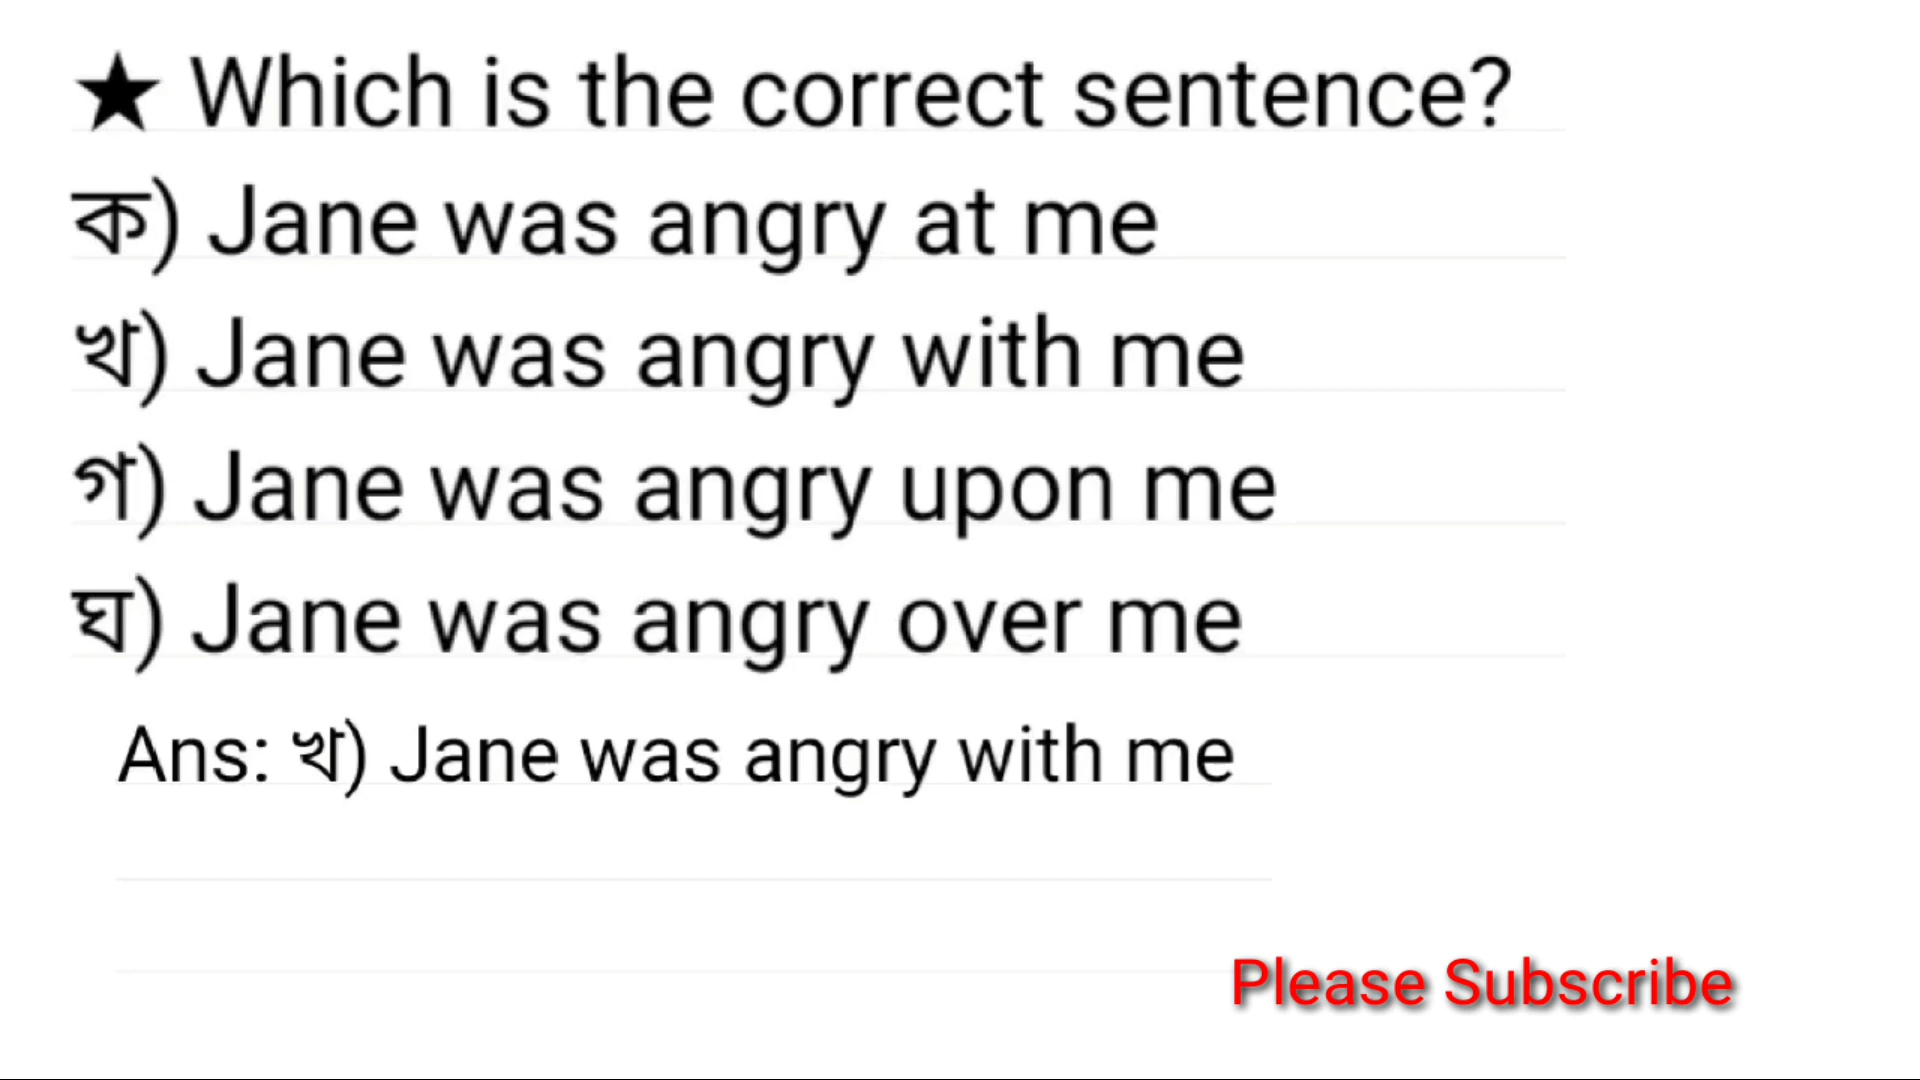 ★ Which is the correct sentence?
ক) Jane was angry at me
খ) Jane was angry with me
গ) Jane was angry upon me
ঘ) Jane was angry over me
Ans: খ) Jane was angry with me
Please Subscribe